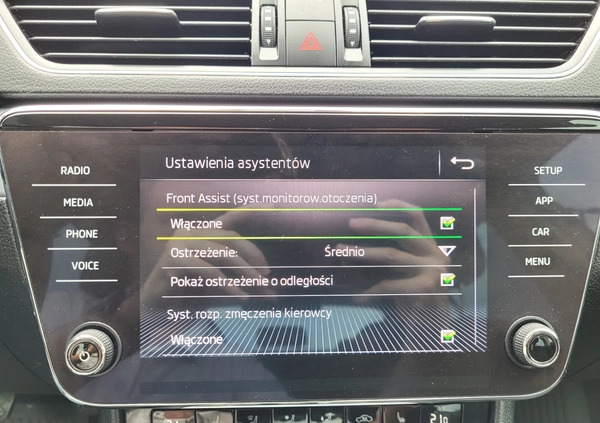 RADIO
MEDIA
PHONE
VOICE
Ustawienia asystentów
Front Assist (syst.monitorow.otoczenia)
Włączone
Ostrzeżenie: Średnio
Pokaż ostrzeżenie o odległości
Syst. rozp. zmęczenia kierowcy
Włączone
SETUP
APP
CAR
MENU